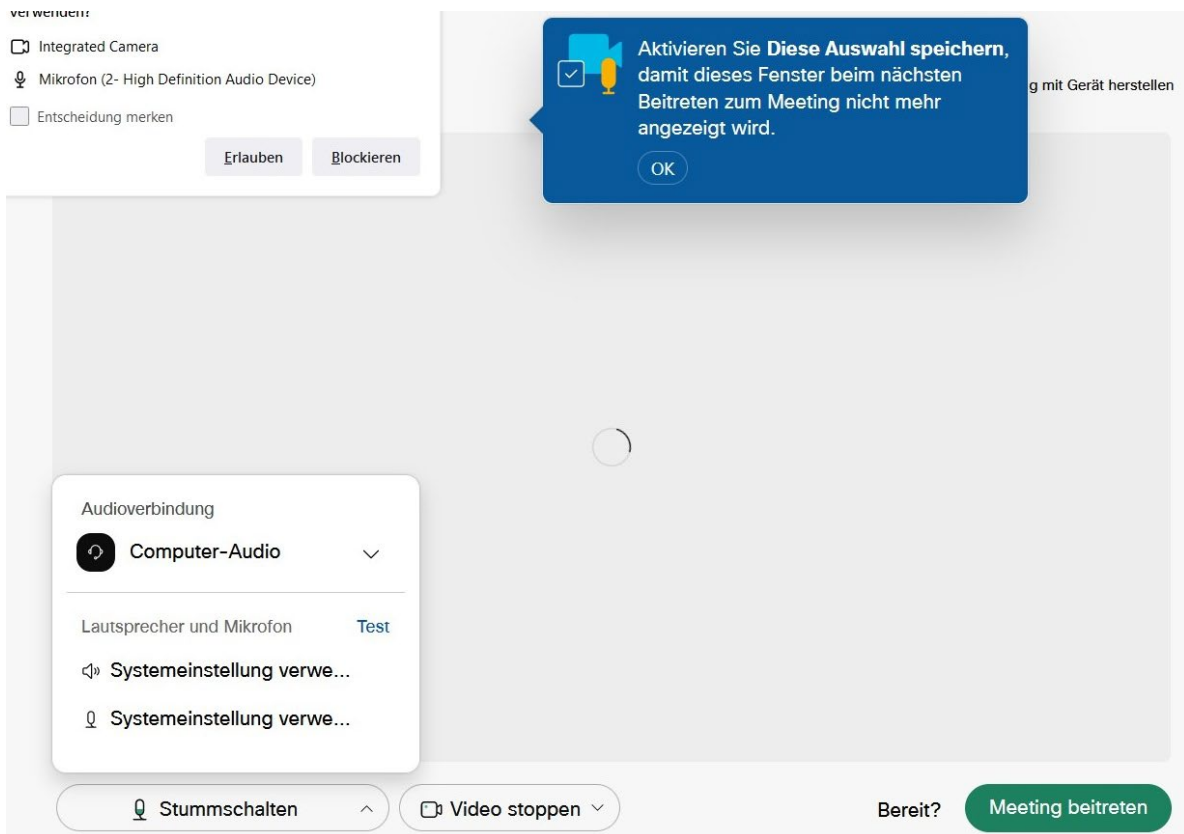 verwenden?
Integrated Camera
Mikrofon (2- High Definition Audio Device)
Entscheidung merken
Erlauben Blockieren
Aktivieren Sie Diese Auswahl speichern,
damit dieses Fenster beim nächsten
Beitreten zum Meeting nicht mehr
angezeigt wird.
OK
g mit Gerät herstellen
Audioverbindung
Computer-Audio
Lautsprecher und Mikrofon Test
Systemeinstellung verwe...
Systemeinstellung verwe...
Stummschalten Video stoppen Bereit? Meeting beitreten